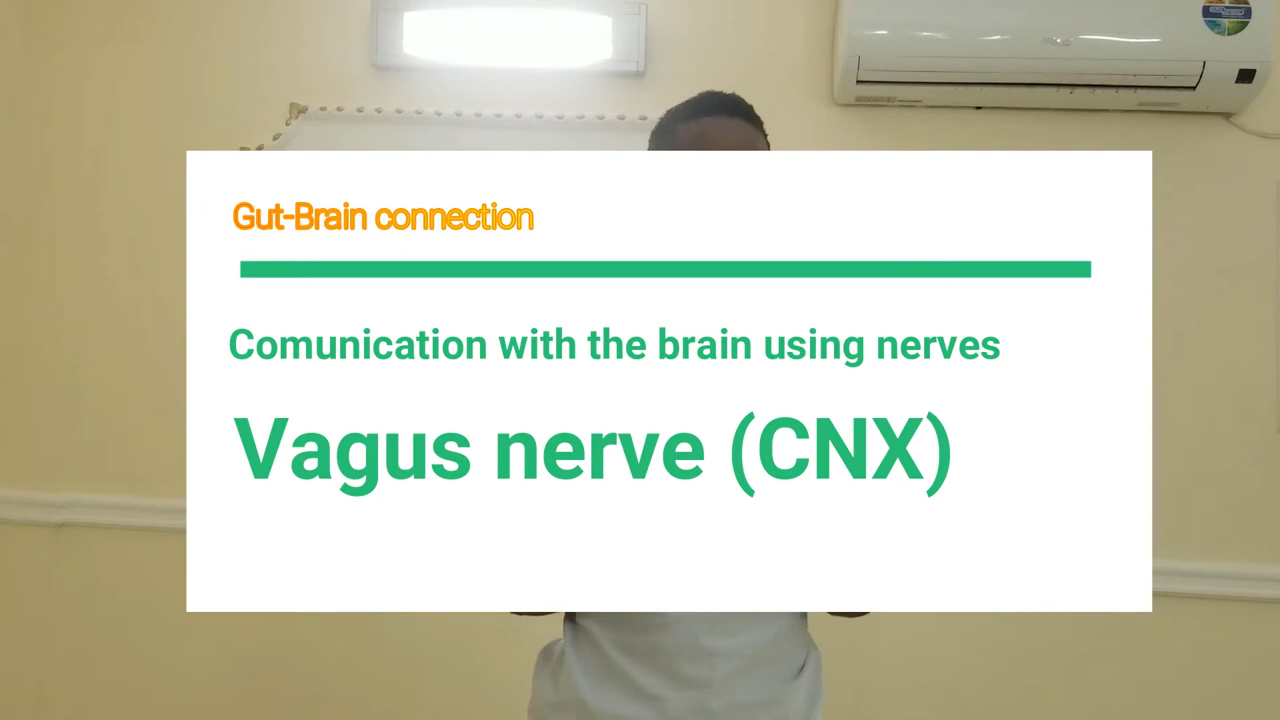 Gut-Brain connection
Comunication with the brain using nerves
Vagus nerve (CNX)